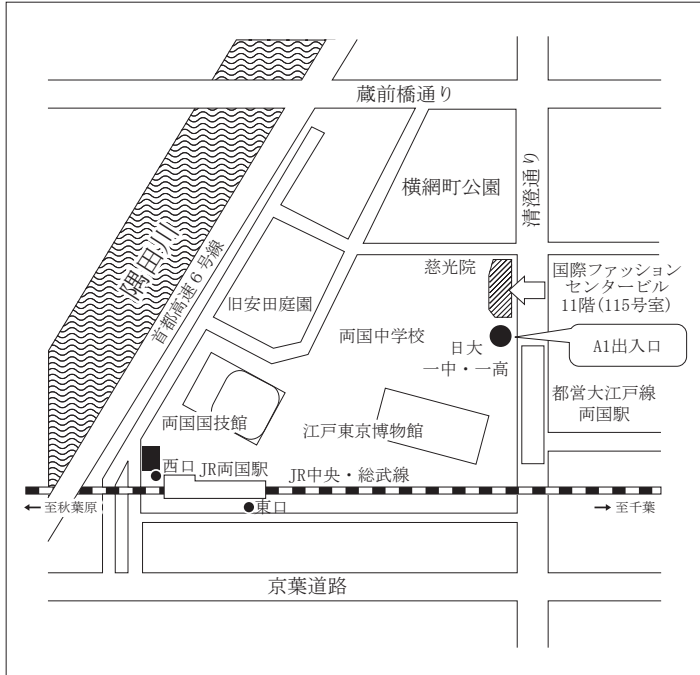 蔵前橋通り
横網町公園
清澄通り
隅田川
首都高速6号線
慈光院
国際ファッション
センタービル
11階(115号室)
旧安田庭園
両国中学校
日大
一中・一高
A1出入口
都営大江戸線
両国駅
両国国技館
江戸東京博物館
西口
JR両国駅
JR中央・総武線
←至秋葉原
東口
→至千葉
京葉道路